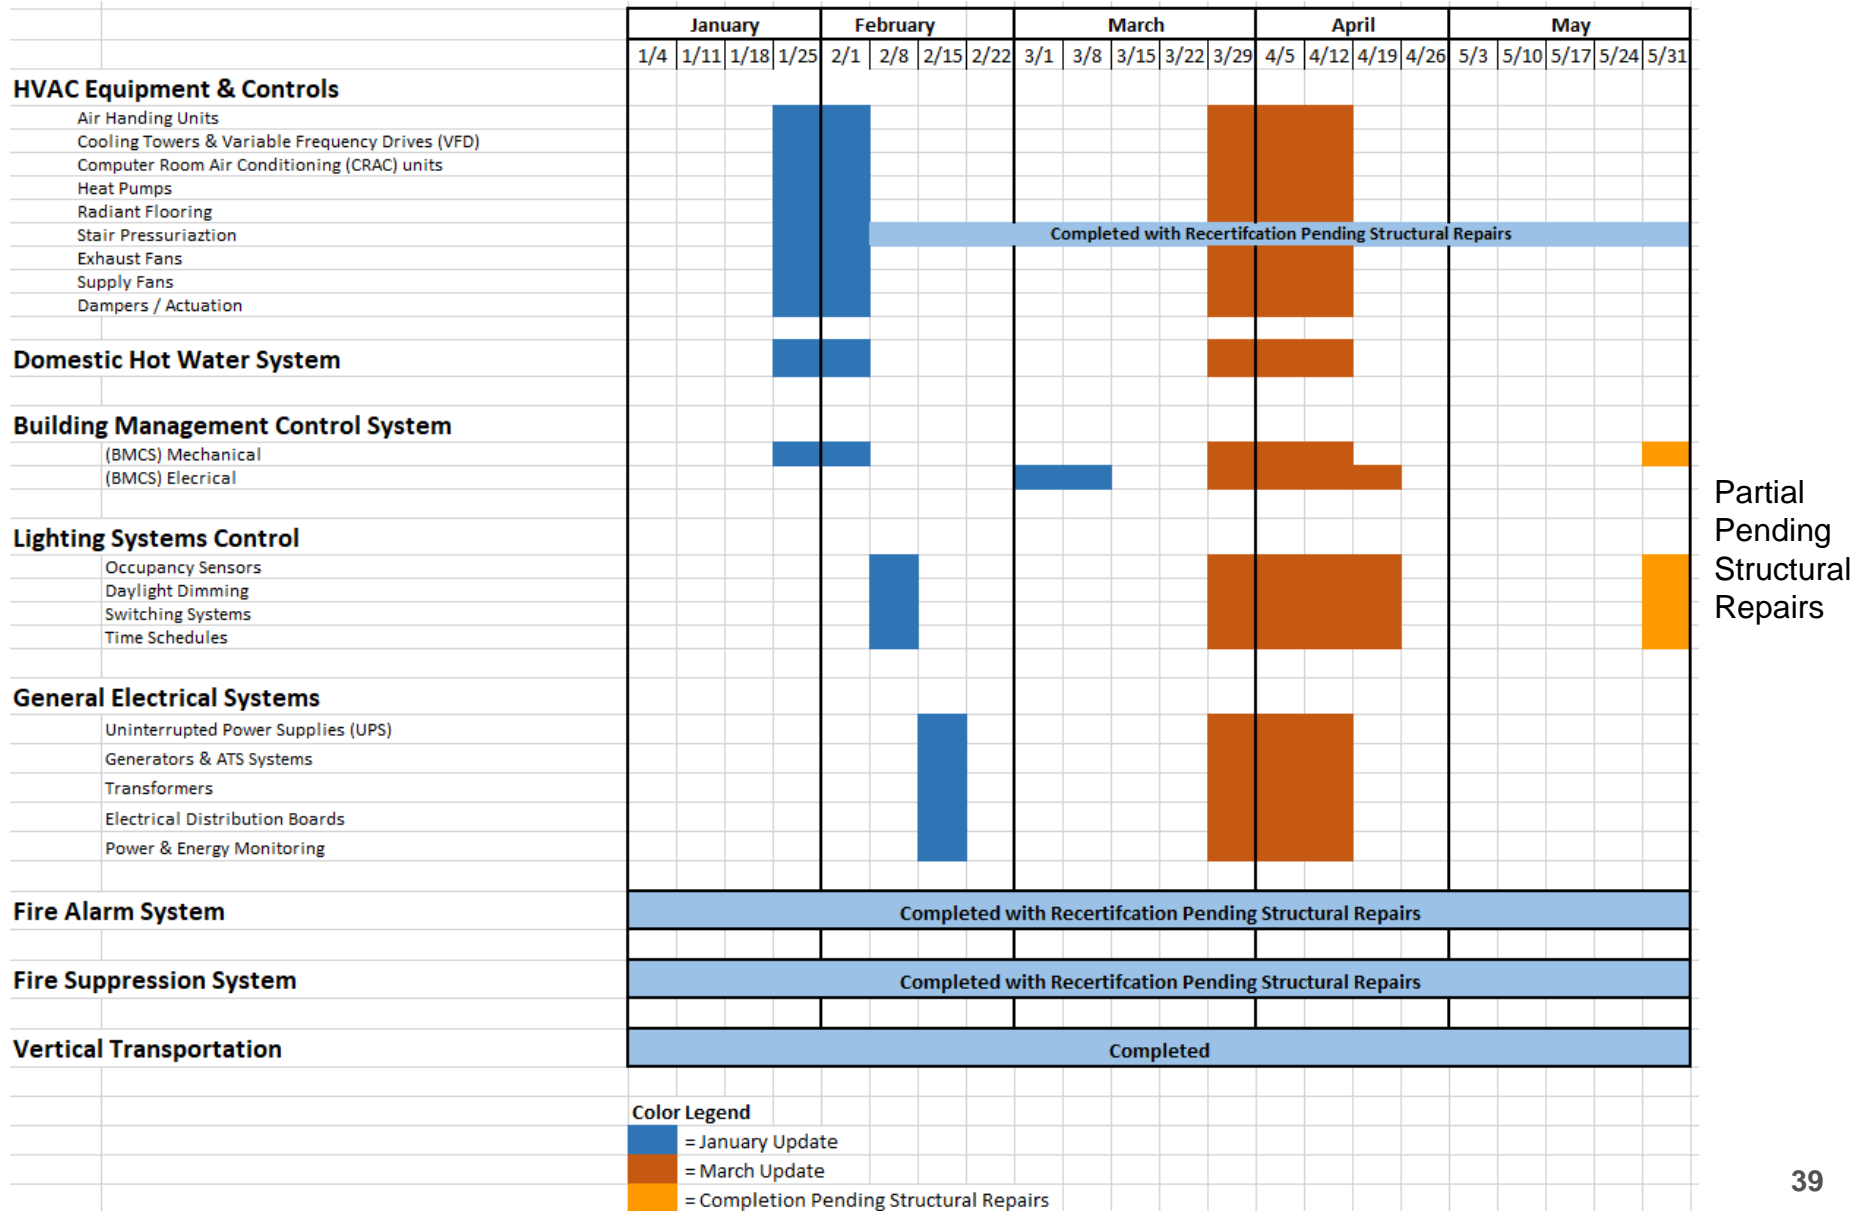 January February March April May
1/4 1/11 1/18 1/25 2/1 2/8 2/15 2/22 3/1 3/8 3/15 3/22 3/29 4/5 4/12 4/19 4/26 5/3 5/10 5/17 5/24 5/31
HVAC Equipment & Controls
Air Handing Units
Cooling Towers & Variable Frequency Drives (VFD)
Computer Room Air Conditioning (CRAC) units
Heat Pumps
Radiant Flooring
Stair Pressuriaztion Completed with Recertifcation Pending Structural Repairs
Exhaust Fans
Supply Fans
Dampers / Actuation
Domestic Hot Water System
Building Management Control System
(BMCS) Mechanical
(BMCS) Elecrical
Lighting Systems Control
Occupancy Sensors
Daylight Dimming
Switching Systems
Time Schedules
Partial
Pending
Structural
Repairs
General Electrical Systems
Uninterrupted Power Supplies (UPS)
Generators & ATS Systems
Transformers
Electrical Distribution Boards
Power & Energy Monitoring
Fire Alarm System Completed with Recertifcation Pending Structural Repairs
Fire Suppression System Completed with Recertifcation Pending Structural Repairs
Vertical Transportation Completed
Color Legend
= January Update
= March Update
= Completion Pending Structural Repairs
39